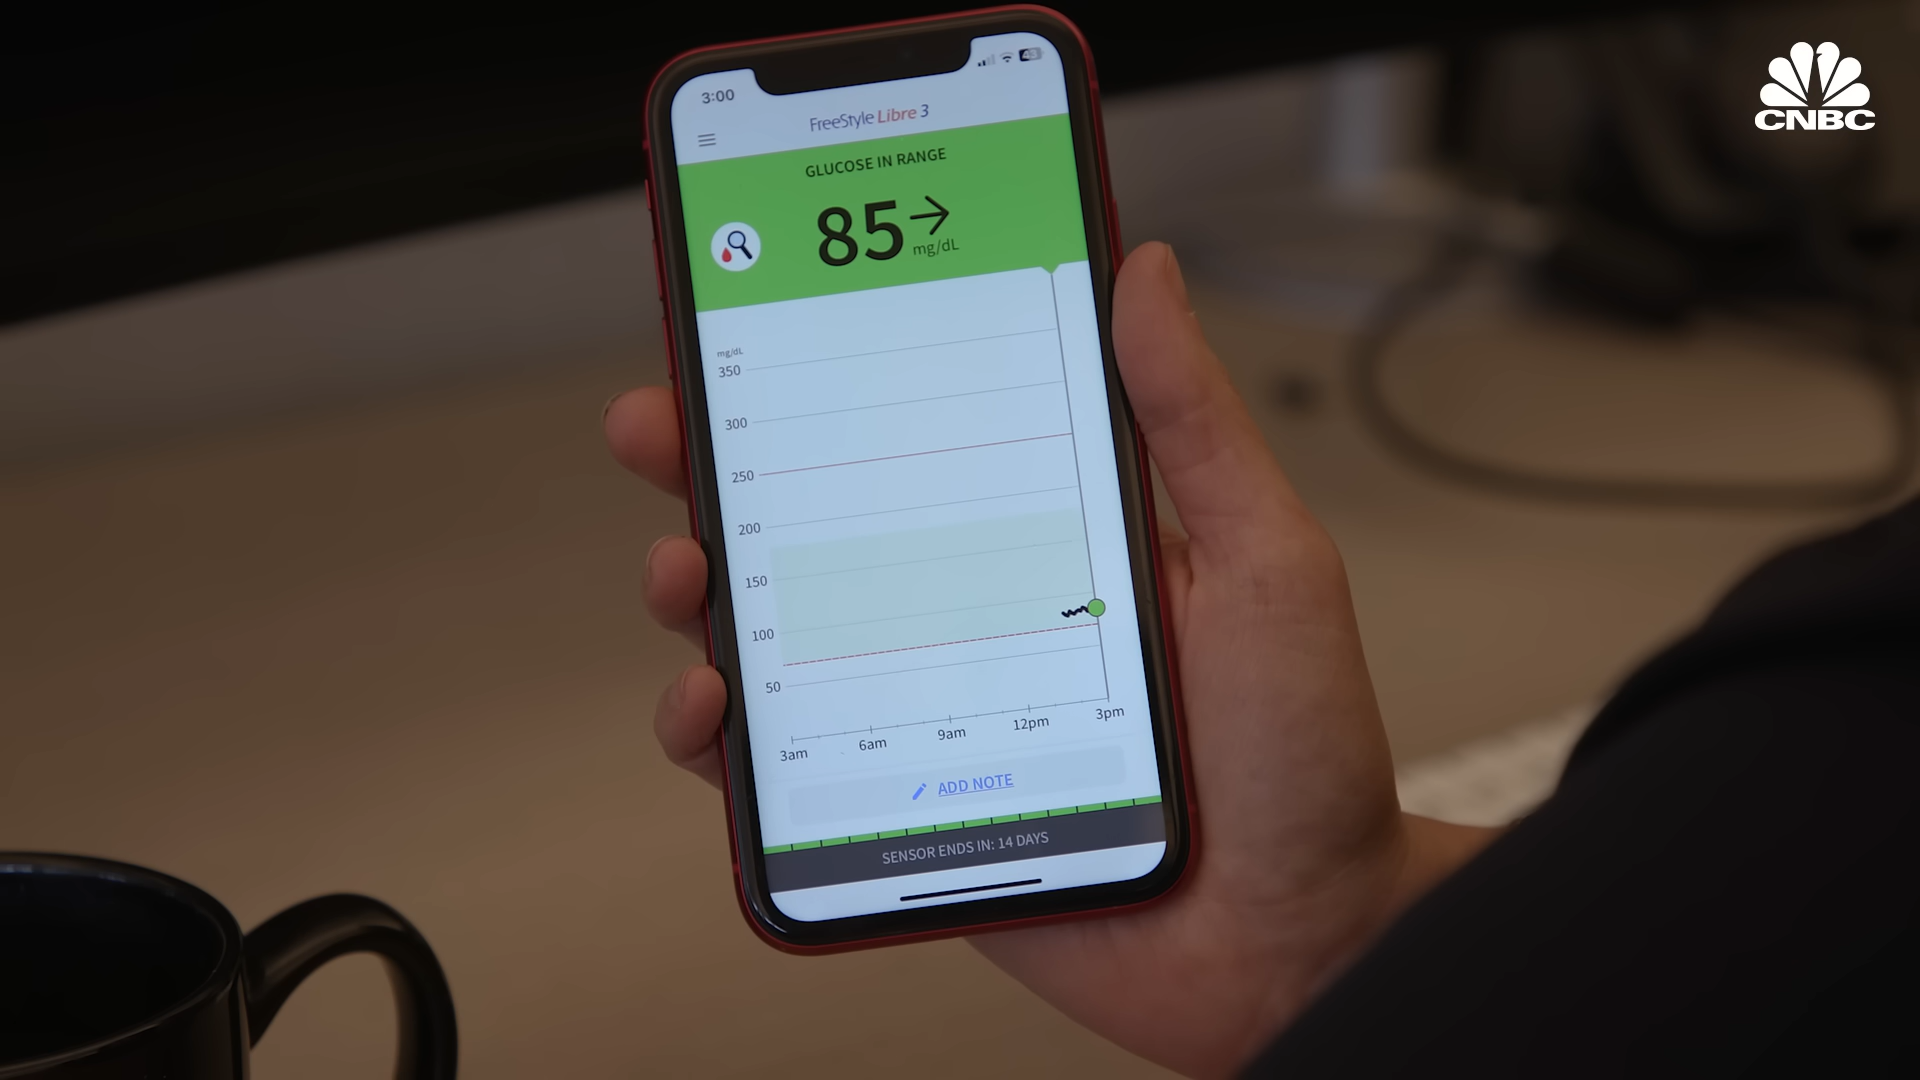 CNBC
3:00
43
FreeStyle Libre 3
GLUCOSE IN RANGE
85
mg/dL
mg/dL
350
300
250
200
150
100
50
3am 6am 9am 12pm 3pm
ADD NOTE
SENSOR ENDS IN: 14 DAYS